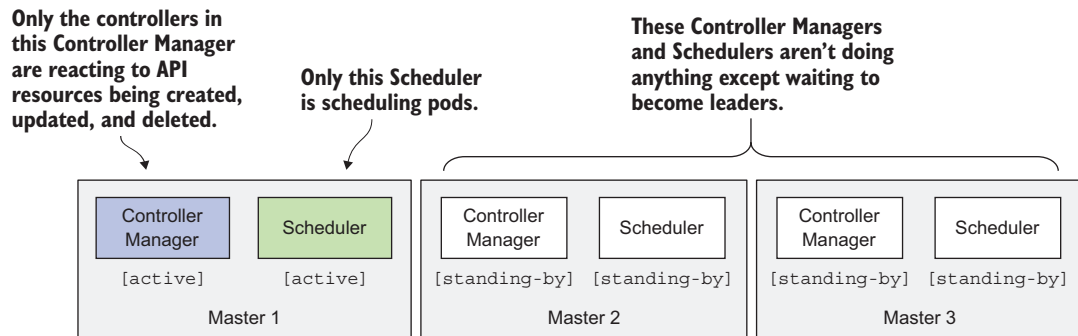 Only the controllers in
this Controller Manager
are reacting to API
resources being created,
updated, and deleted.
Only this Scheduler
is scheduling pods.
These Controller Managers
and Schedulers aren't doing
anything except waiting to
become leaders.
Controller
Manager
[active]
Scheduler
[active]
Master 1
Controller
Manager
[standing-by]
Scheduler
[standing-by]
Master 2
Controller
Manager
[standing-by]
Scheduler
[standing-by]
Master 3